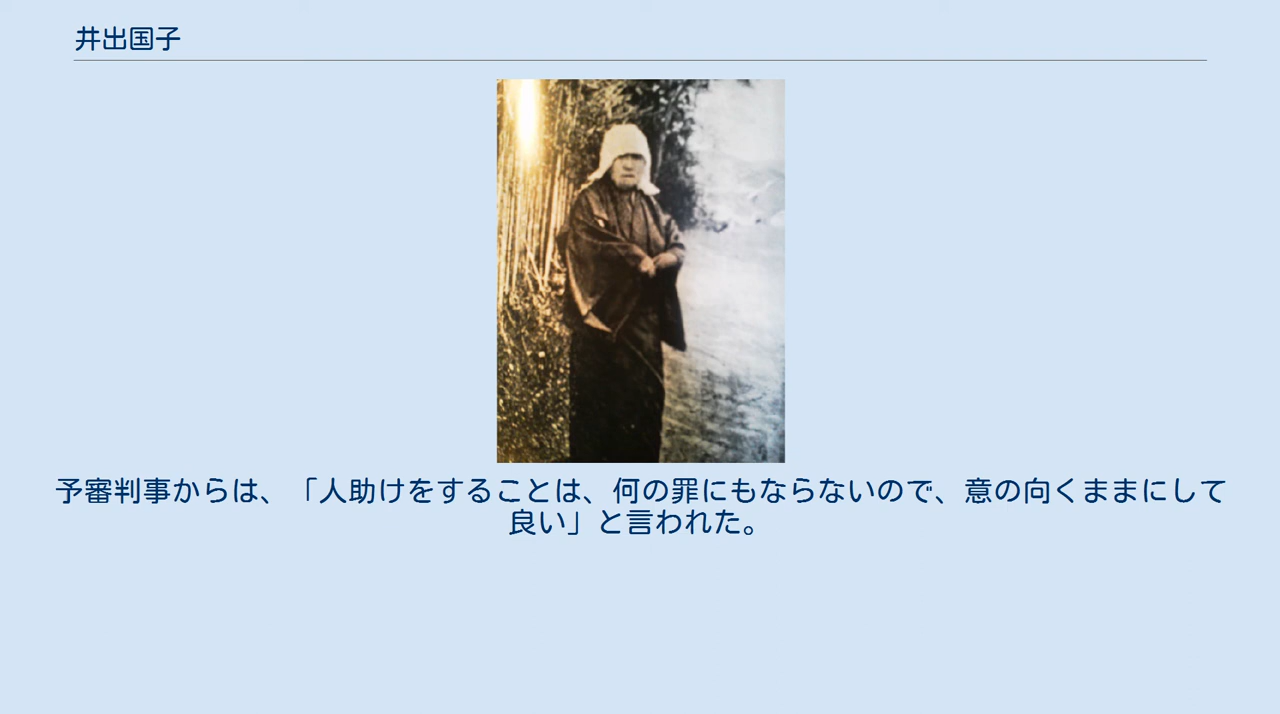 井出国子
予審判事からは、「人助けをすることは、何の罪にもならないので、意の向くままにして
良い」と言われた。